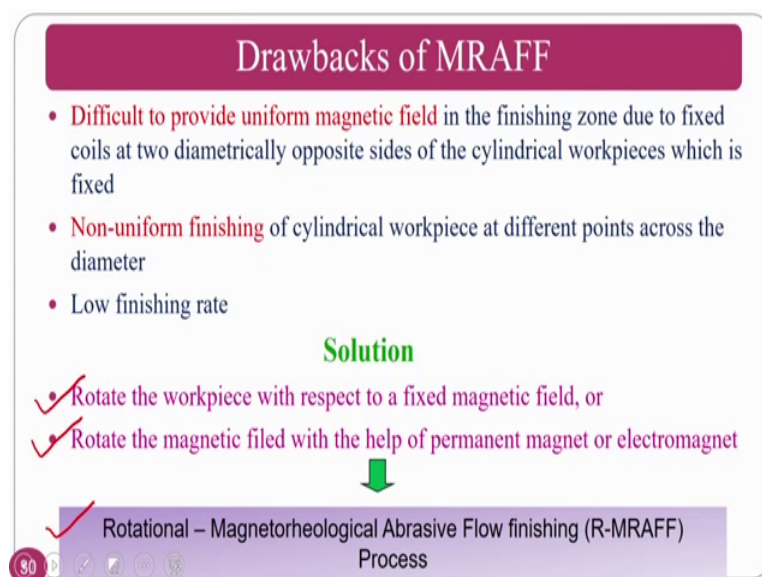 Drawbacks of MRAFF
• Difficult to provide uniform magnetic field in the finishing zone due to fixed
coils at two diametrically opposite sides of the cylindrical workpieces which is
fixed
• Non-uniform finishing of cylindrical workpiece at different points across the
diameter
• Low finishing rate
Solution
• Rotate the workpiece with respect to a fixed magnetic field, or
• Rotate the magnetic filed with the help of permanent magnet or electromagnet
Rotational – Magnetorheological Abrasive Flow finishing (R-MRAFF)
Process
30